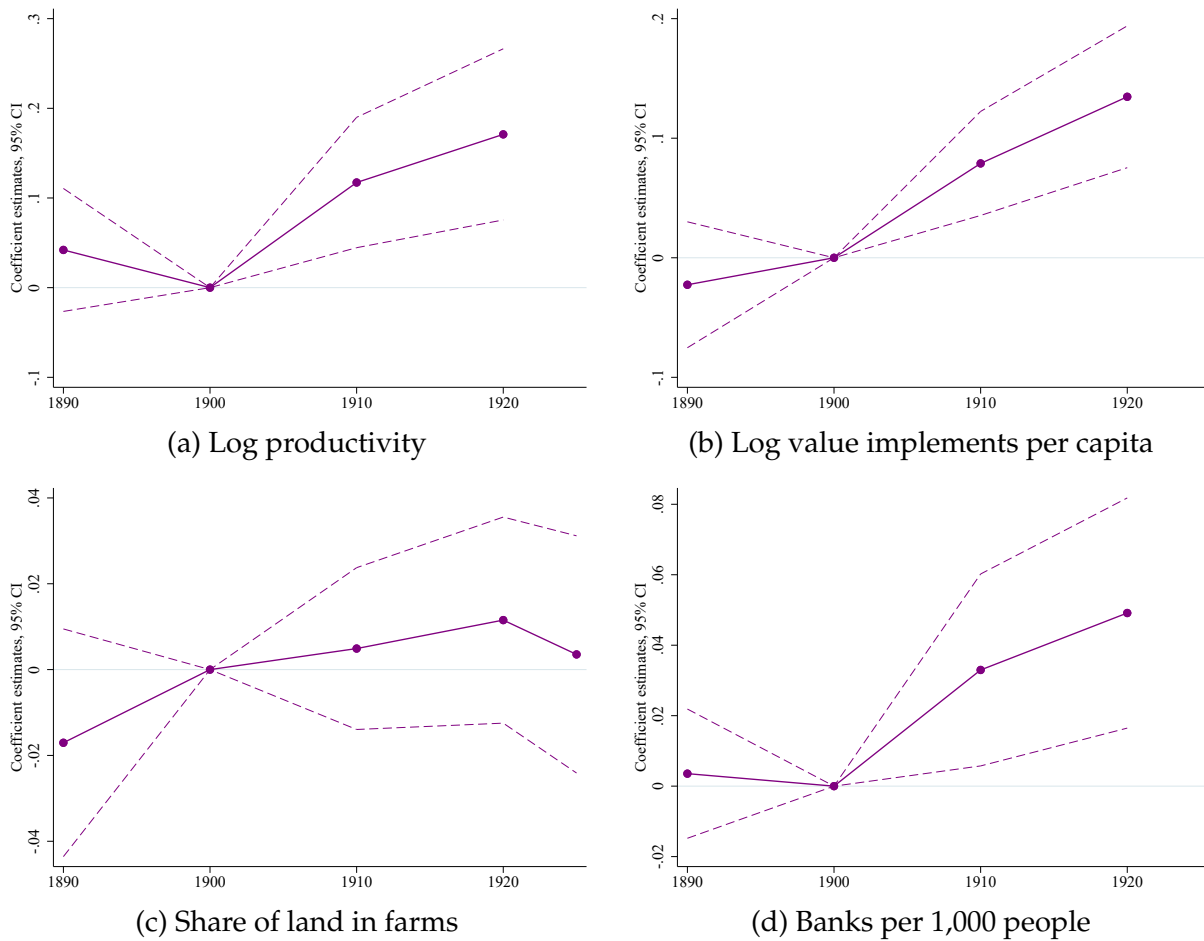 Coefficient estimates, 95% CI
.3
.2
.1
0
-.1
1890 1900 1910 1920
(a) Log productivity
Coefficient estimates, 95% CI
.2
.1
0
-.1
1890 1900 1910 1920
(b) Log value implements per capita
Coefficient estimates, 95% CI
.04
.02
0
-.02
-.04
1890 1900 1910 1920
(c) Share of land in farms
Coefficient estimates, 95% CI
.08
.06
.04
.02
0
-.02
1890 1900 1910 1920
(d) Banks per 1,000 people